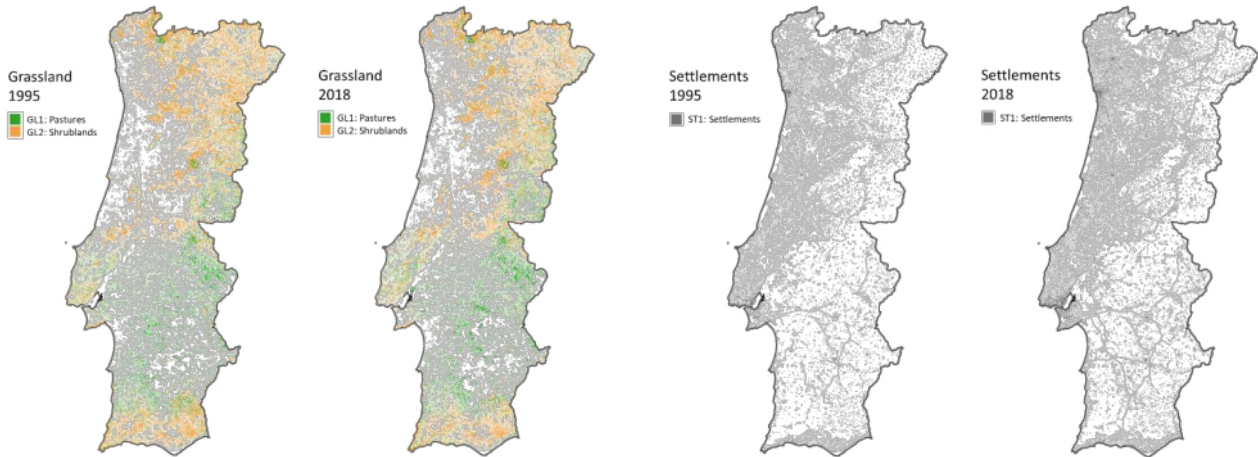 Grassland
1995
GL1: Pastures
GL2: Shrublands
Grassland
2018
GL1: Pastures
GL2: Shrublands
Settlements
1995
ST1: Settlements
Settlements
2018
ST1: Settlements